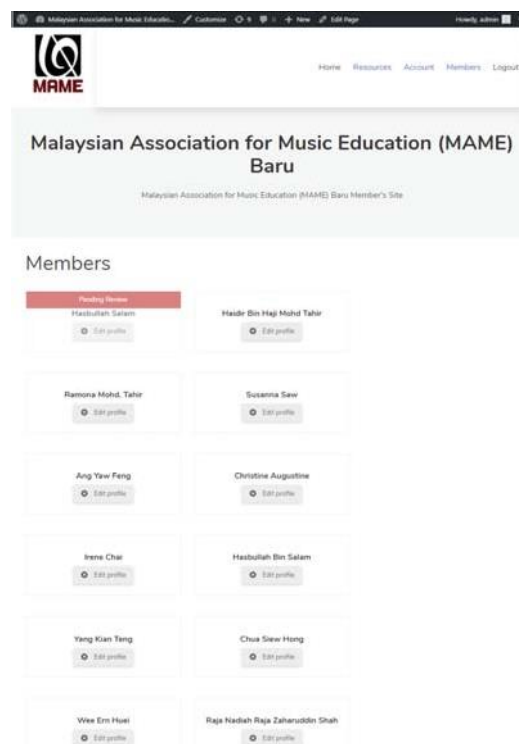 Malaysian Association for Music Educatio... Customize 9 New Edit Page Howdy, admin
MAME
Home Resources Account Members Logout
Malaysian Association for Music Education (MAME)
Baru
Malaysian Association for Music Education (MAME) Baru Member's Site
Members
Pending Review
Hasbullah Salam Haidir Bin Haji Mohd Tahir
Edit profile Edit profile
Ramona Mohd. Tahir Susanna Saw
Edit profile Edit profile
Ang Yaw Feng Christine Augustine
Edit profile Edit profile
Irene Chai Hasbullah Bin Salam
Edit profile Edit profile
Yang Kian Teng Chua Siew Hong
Edit profile Edit profile
Wee Ern Huei Raja Nadiah Raja Zaharuddin Shah
Edit profile Edit profile